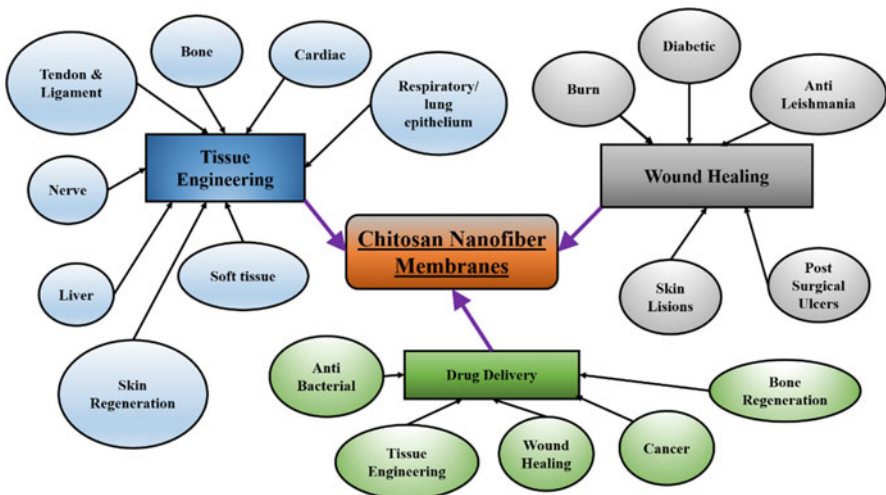 Tendon &
Ligament
Bone
Cardiac
Respiratory/
lung
epithelium
Tissue
Engineering
Nerve
Liver
Soft tissue
Skin
Regeneration
Diabetic
Burn
Anti
Leishmania
Wound Healing
Skin
Lisions
Post
Surgical
Ulcers
Chitosan Nanofiber
Membranes
Drug Delivery
Anti
Bacterial
Tissue
Engineering
Wound
Healing
Cancer
Bone
Regeneration